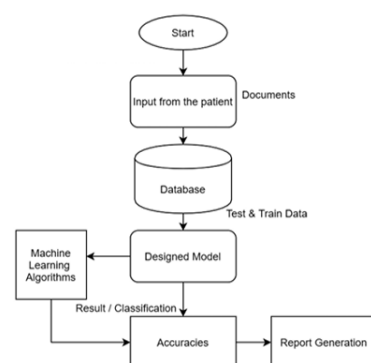 Start
Input from the patient
Documents
Database
Test & Train Data
Designed Model
Machine
Learning
Algorithms
Result / Classification
Accuracies
Report Generation